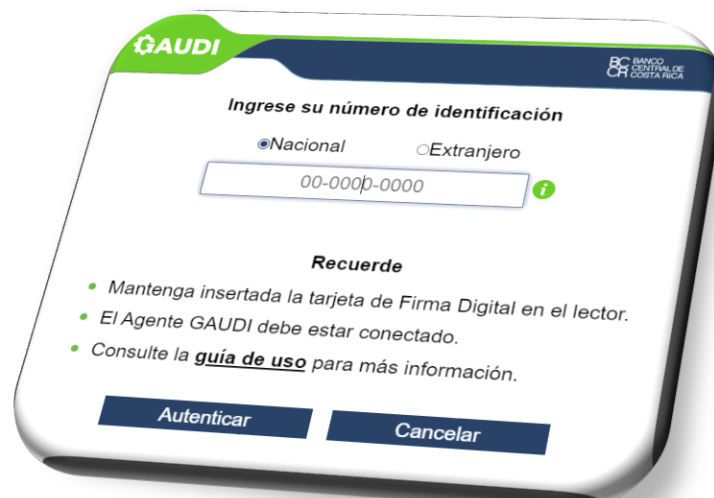 GAUDI
BCCR BANCO CENTRAL DE COSTA RICA
Ingrese su número de identificación
Nacional Extranjero
00-0000-0000
i
Recuerde
Mantenga insertada la tarjeta de Firma Digital en el lector.
El Agente GAUDI debe estar conectado.
Consulte la guía de uso para más información.
Autenticar Cancelar